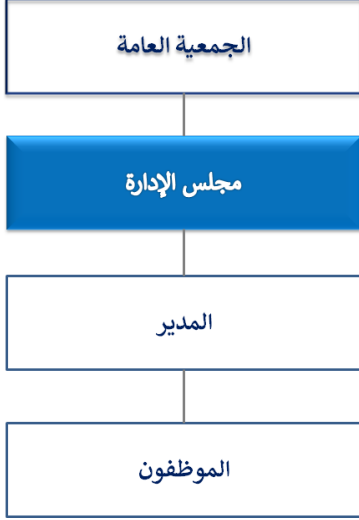 الجمعية العامة
مجلس الإدارة
المدير
الموظفون